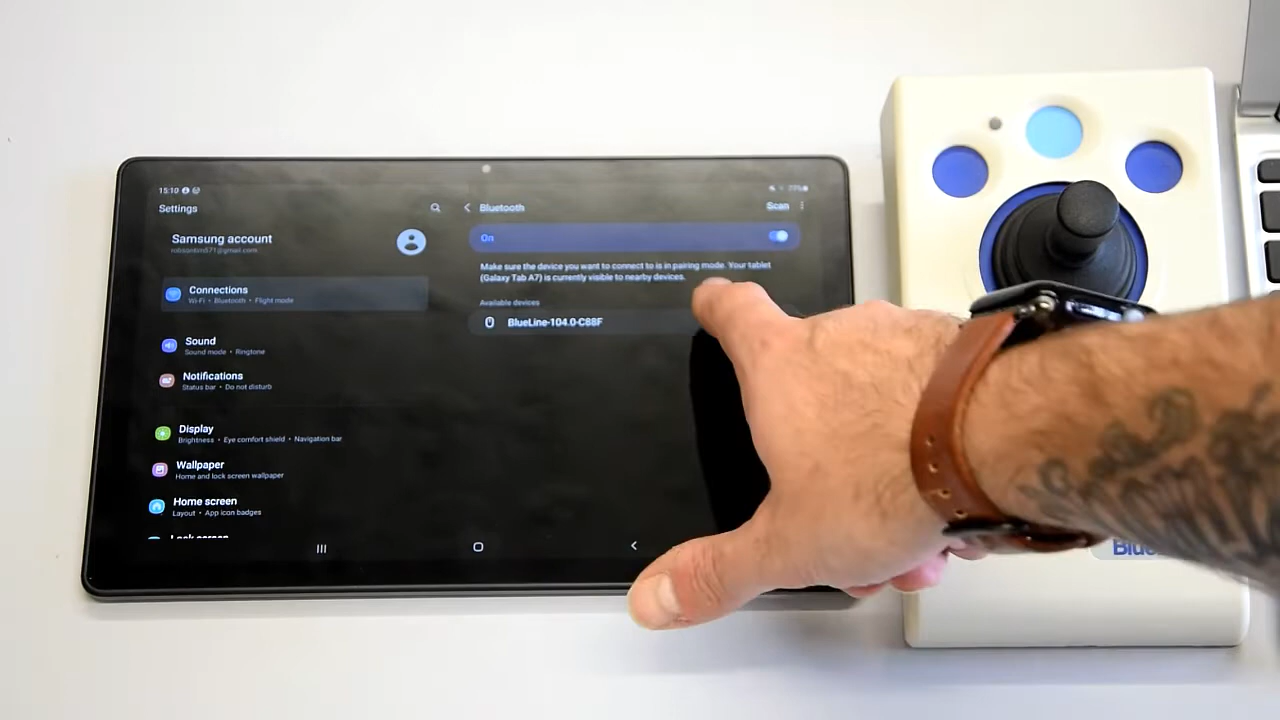 15:10
Settings
Samsung account
Connections
Wi-Fi • Bluetooth • Flight mode
Sound
Sound mode • Ringtone
Notifications
Status bar • Do not disturb
Display
Brightness • Eye comfort shield • Navigation bar
Wallpaper
Home and lock screen wallpaper
Home screen
Layout • App icon badges
Bluetooth
Scan
On
Make sure the device you want to connect to is in pairing mode. Your tablet
(Galaxy Tab A7) is currently visible to nearby devices.
Available devices
BlueLine-104.0-C88F